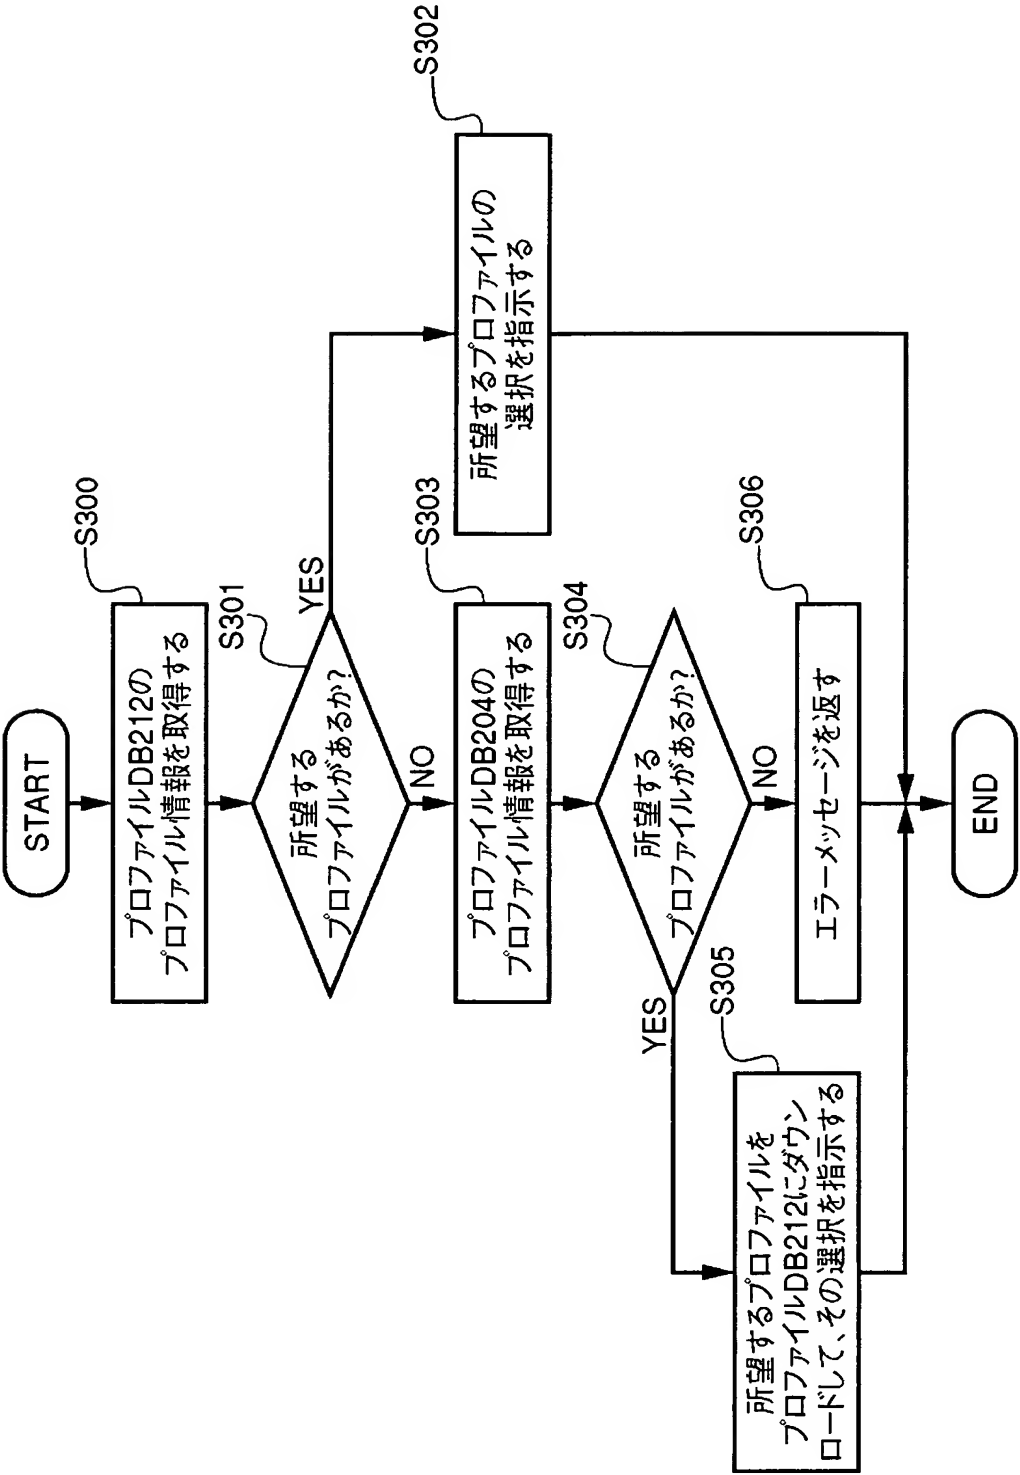 START
S300
プロファイルDB212の
プロファイル情報を取得する
S301
所望する
プロファイルがあるか?
YES
NO
S302
所望するプロファイルの
選択を指示する
S303
プロファイルDB204の
プロファイル情報を取得する
S304
所望する
プロファイルがあるか?
YES
NO
S305
所望するプロファイルを
プロファイルDB212にダウン
ロードして、その選択を指示する
S306
エラーメッセージを返す
END